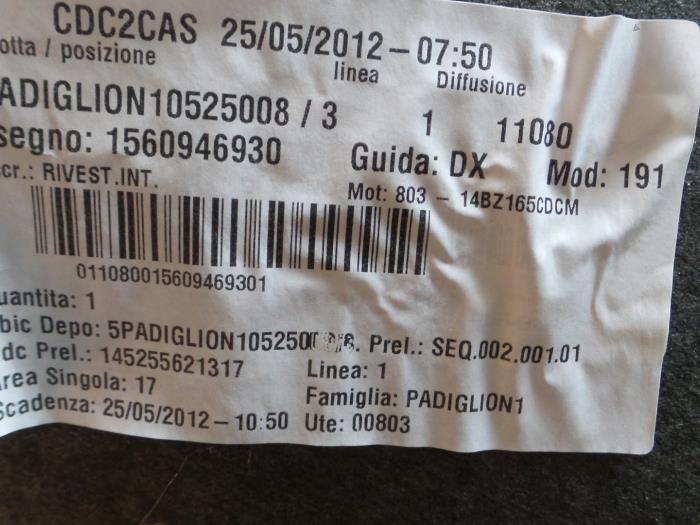 CDC2CAS 25/05/2012 – 07:50
otta / posizione linea Diffusione
ADIGLION10525008 / 3 1 11080
segno: 1560946930 Guida: DX Mod: 191
cr.: RIVEST.INT. Mot: 803 – 14BZ165CDCM
011080015609469301
uantita: 1
bic Depo: 5PADIGLION105250 Prel.: SEQ.002.001.01
dc Prel.: 145255621317 Linea: 1
rea Singola: 17 Famiglia: PADIGLION1
Scadenza: 25/05/2012 – 10:50 Ute: 00803